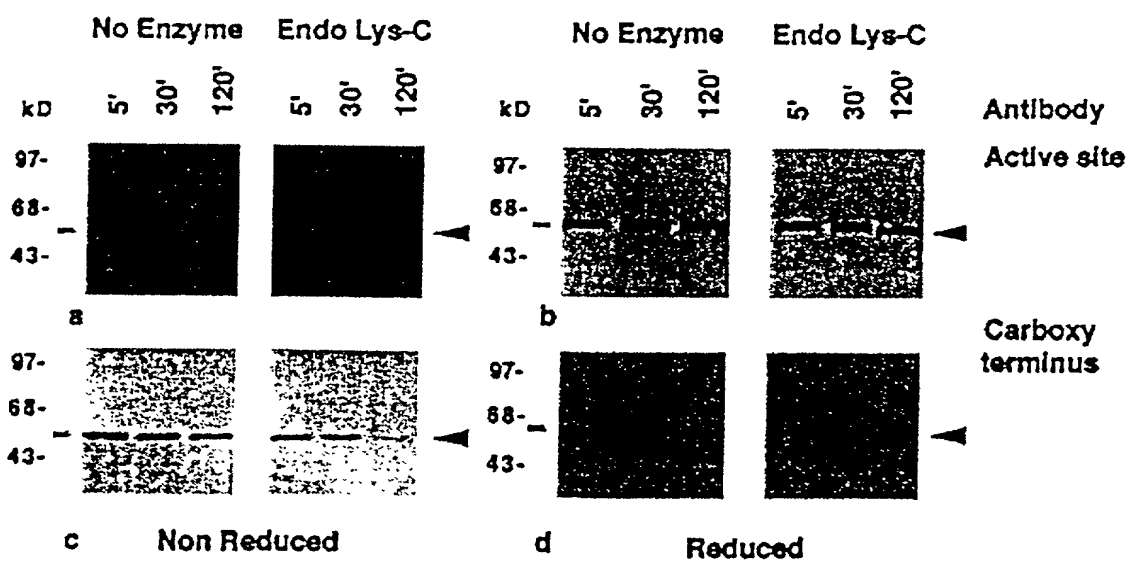 No Enzyme Endo Lys-C No Enzyme Endo Lys-C
kD 5' 30' 120' 5' 30' 120' kD 5' 30' 120' 5' 30' 120' Antibody
97- 97- Active site
68- 68-
43- 43-
a b
97- 97- Carboxy
terminus
68- 68-
43- 43-
c Non Reduced d Reduced